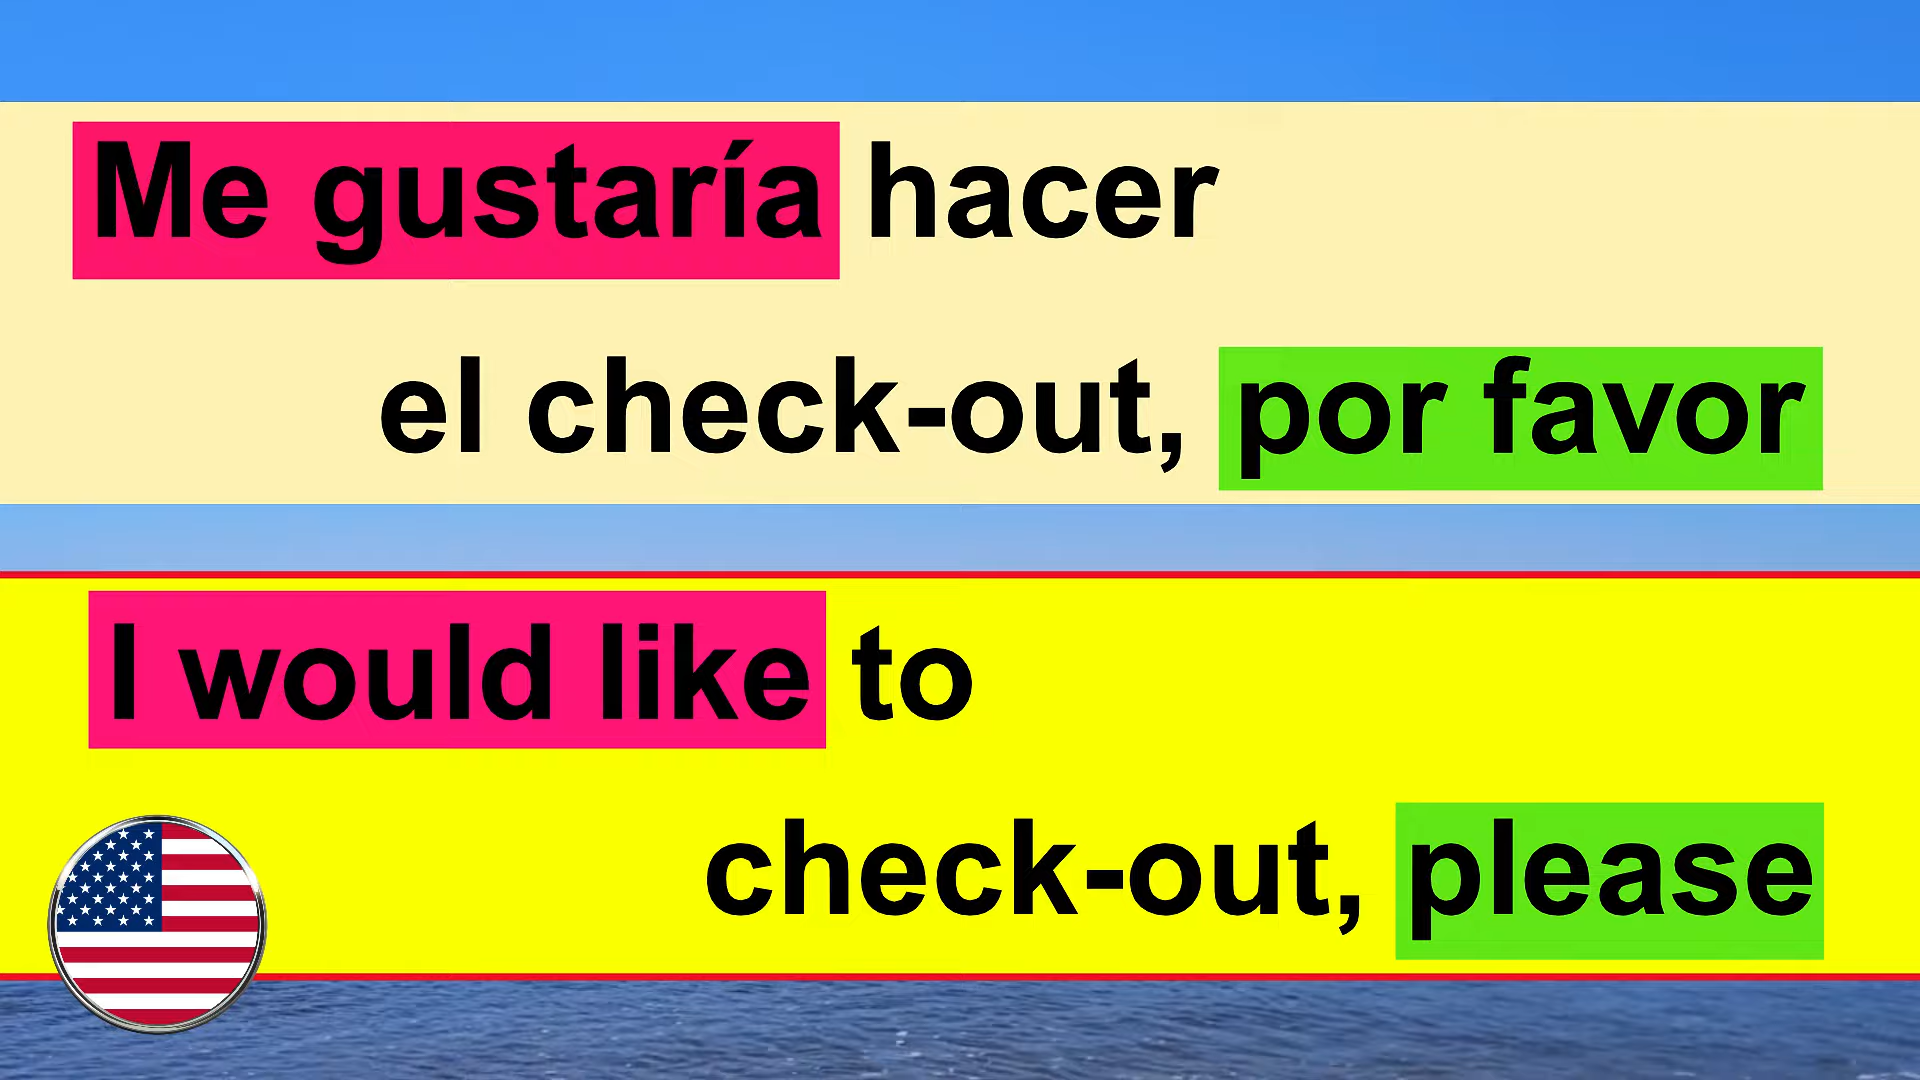 Me gustaría hacer
el check-out, por favor
I would like to
check-out, please